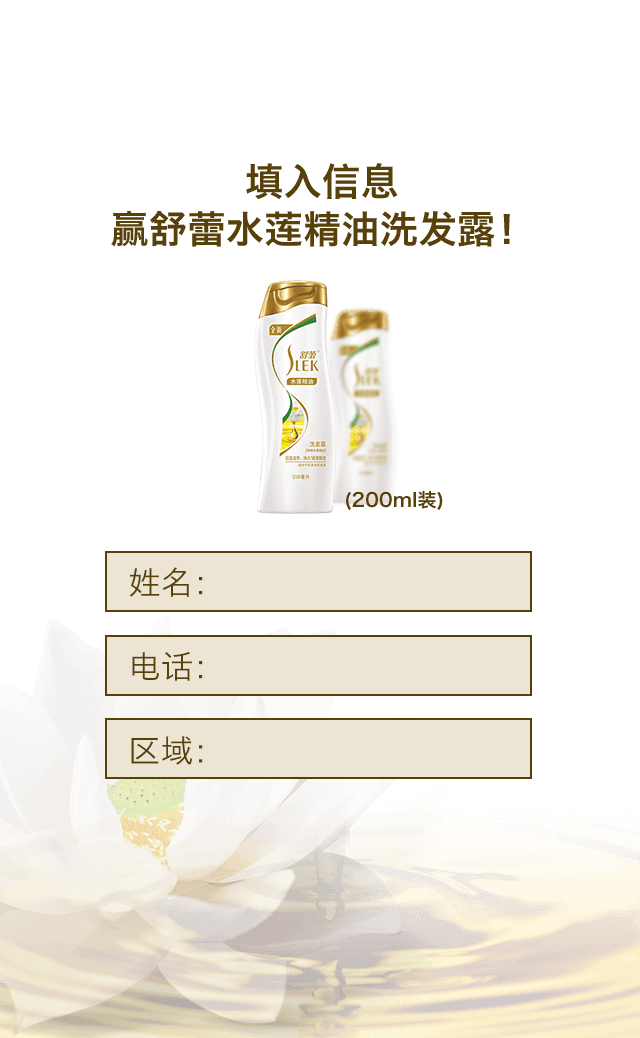 填入信息
赢舒蕾水莲精油洗发露！
全新
舒蕾
SLEK
水莲精油
洗发露
200毫升
(200ml装)
姓名：
电话：
区域：